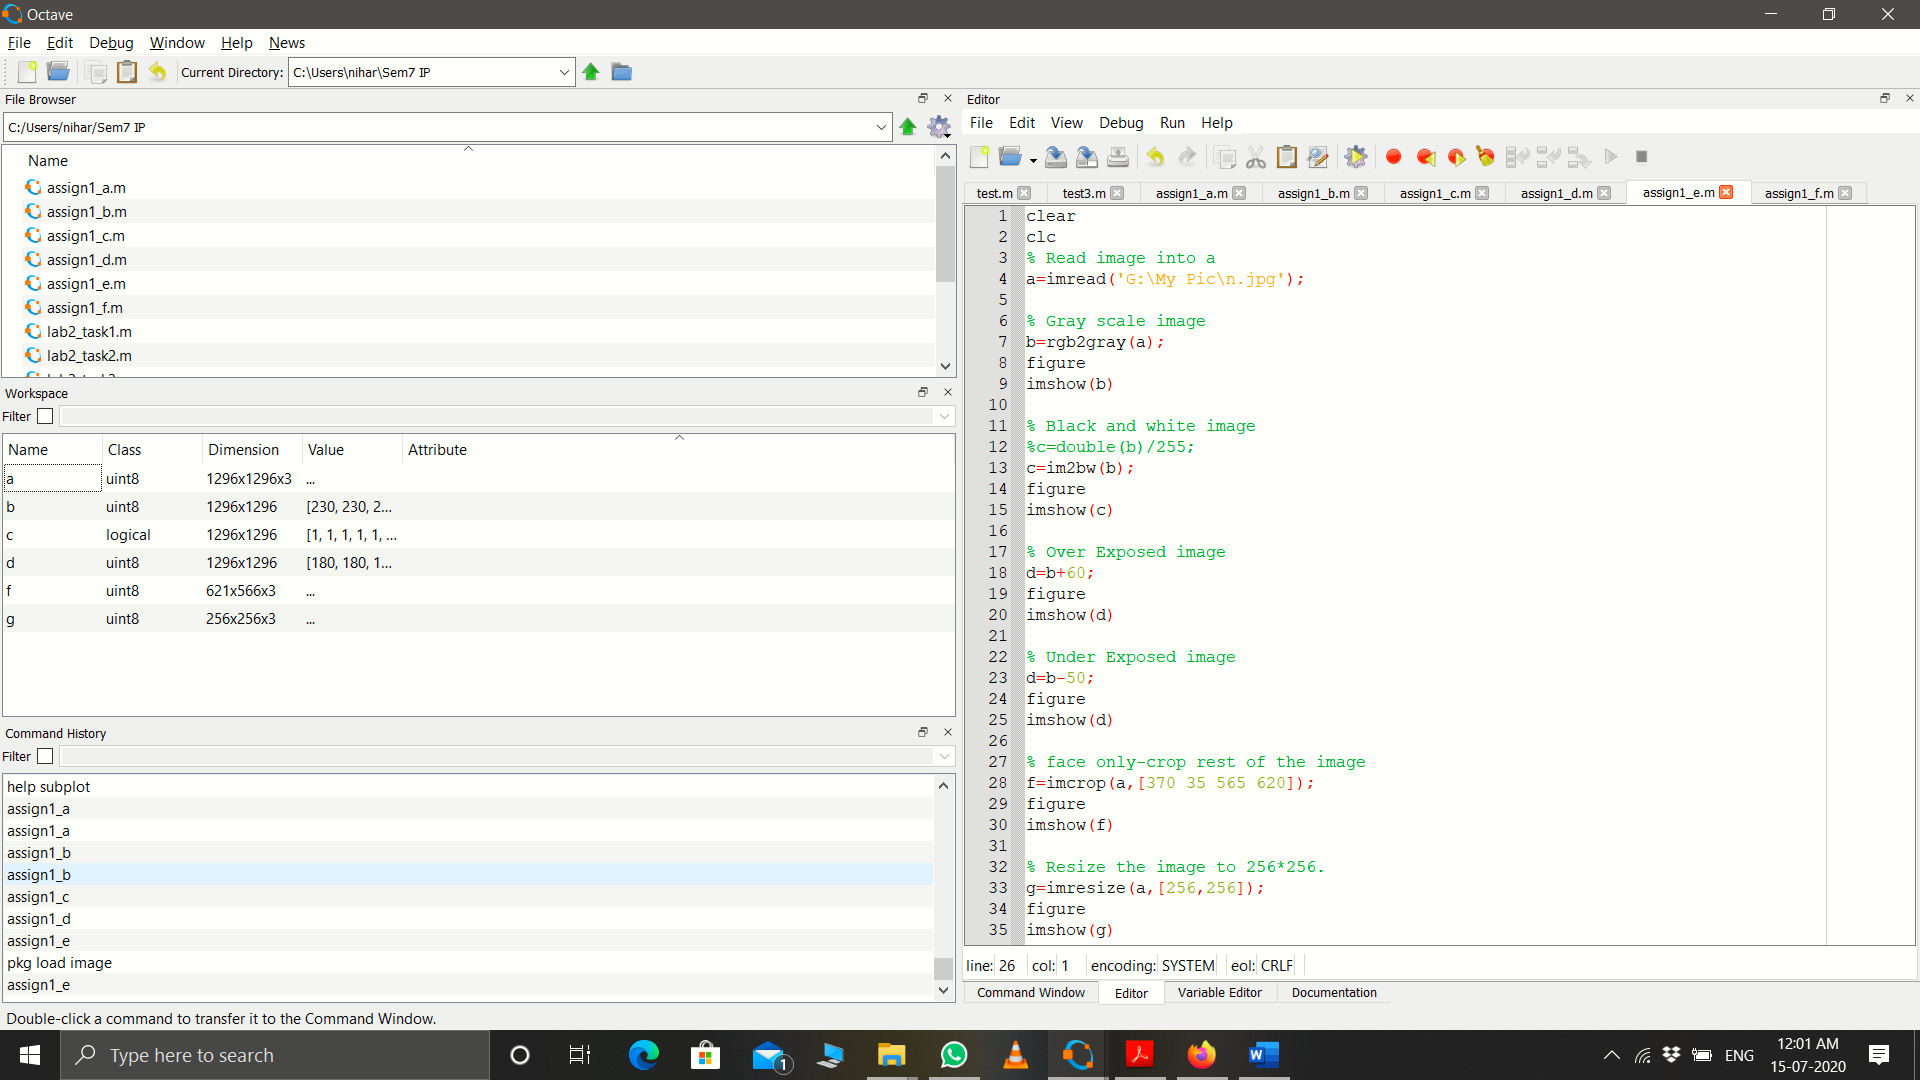 Octave
File Edit Debug Window Help News
Current Directory: C:\Users\nihar\Sem7 IP
File Browser
C:/Users/nihar/Sem7 IP
Name
assign1_a.m
assign1_b.m
assign1_c.m
assign1_d.m
assign1_e.m
assign1_f.m
lab2_task1.m
lab2_task2.m
Workspace
Filter
Name Class Dimension Value Attribute
a uint8 1296x1296x3 ...
b uint8 1296x1296 [230, 230, 2...
c logical 1296x1296 [1, 1, 1, 1, 1, ...
d uint8 1296x1296 [180, 180, 1...
f uint8 621x566x3 ...
g uint8 256x256x3 ...
Command History
Filter
help subplot
assign1_a
assign1_a
assign1_b
assign1_b
assign1_c
assign1_d
assign1_e
pkg load image
assign1_e
Double-click a command to transfer it to the Command Window.
Editor
File Edit View Debug Run Help
test.m test3.m assign1_a.m assign1_b.m assign1_c.m assign1_d.m assign1_e.m assign1_f.m
1 clear
2 clc
3 % Read image into a
4 a=imread('G:\My Pic\n.jpg');
5
6 % Gray scale image
7 b=rgb2gray(a);
8 figure
9 imshow(b)
10
11 % Black and white image
12 %c=double(b)/255;
13 c=im2bw(b);
14 figure
15 imshow(c)
16
17 % Over Exposed image
18 d=b+60;
19 figure
20 imshow(d)
21
22 % Under Exposed image
23 d=b-50;
24 figure
25 imshow(d)
26
27 % face only-crop rest of the image
28 f=imcrop(a,[370 35 565 620]);
29 figure
30 imshow(f)
31
32 % Resize the image to 256*256.
33 g=imresize(a,[256,256]);
34 figure
35 imshow(g)
line: 26 col: 1 encoding: SYSTEM eol: CRLF
Command Window Editor Variable Editor Documentation
Type here to search
1
ENG
12:01 AM
15-07-2020